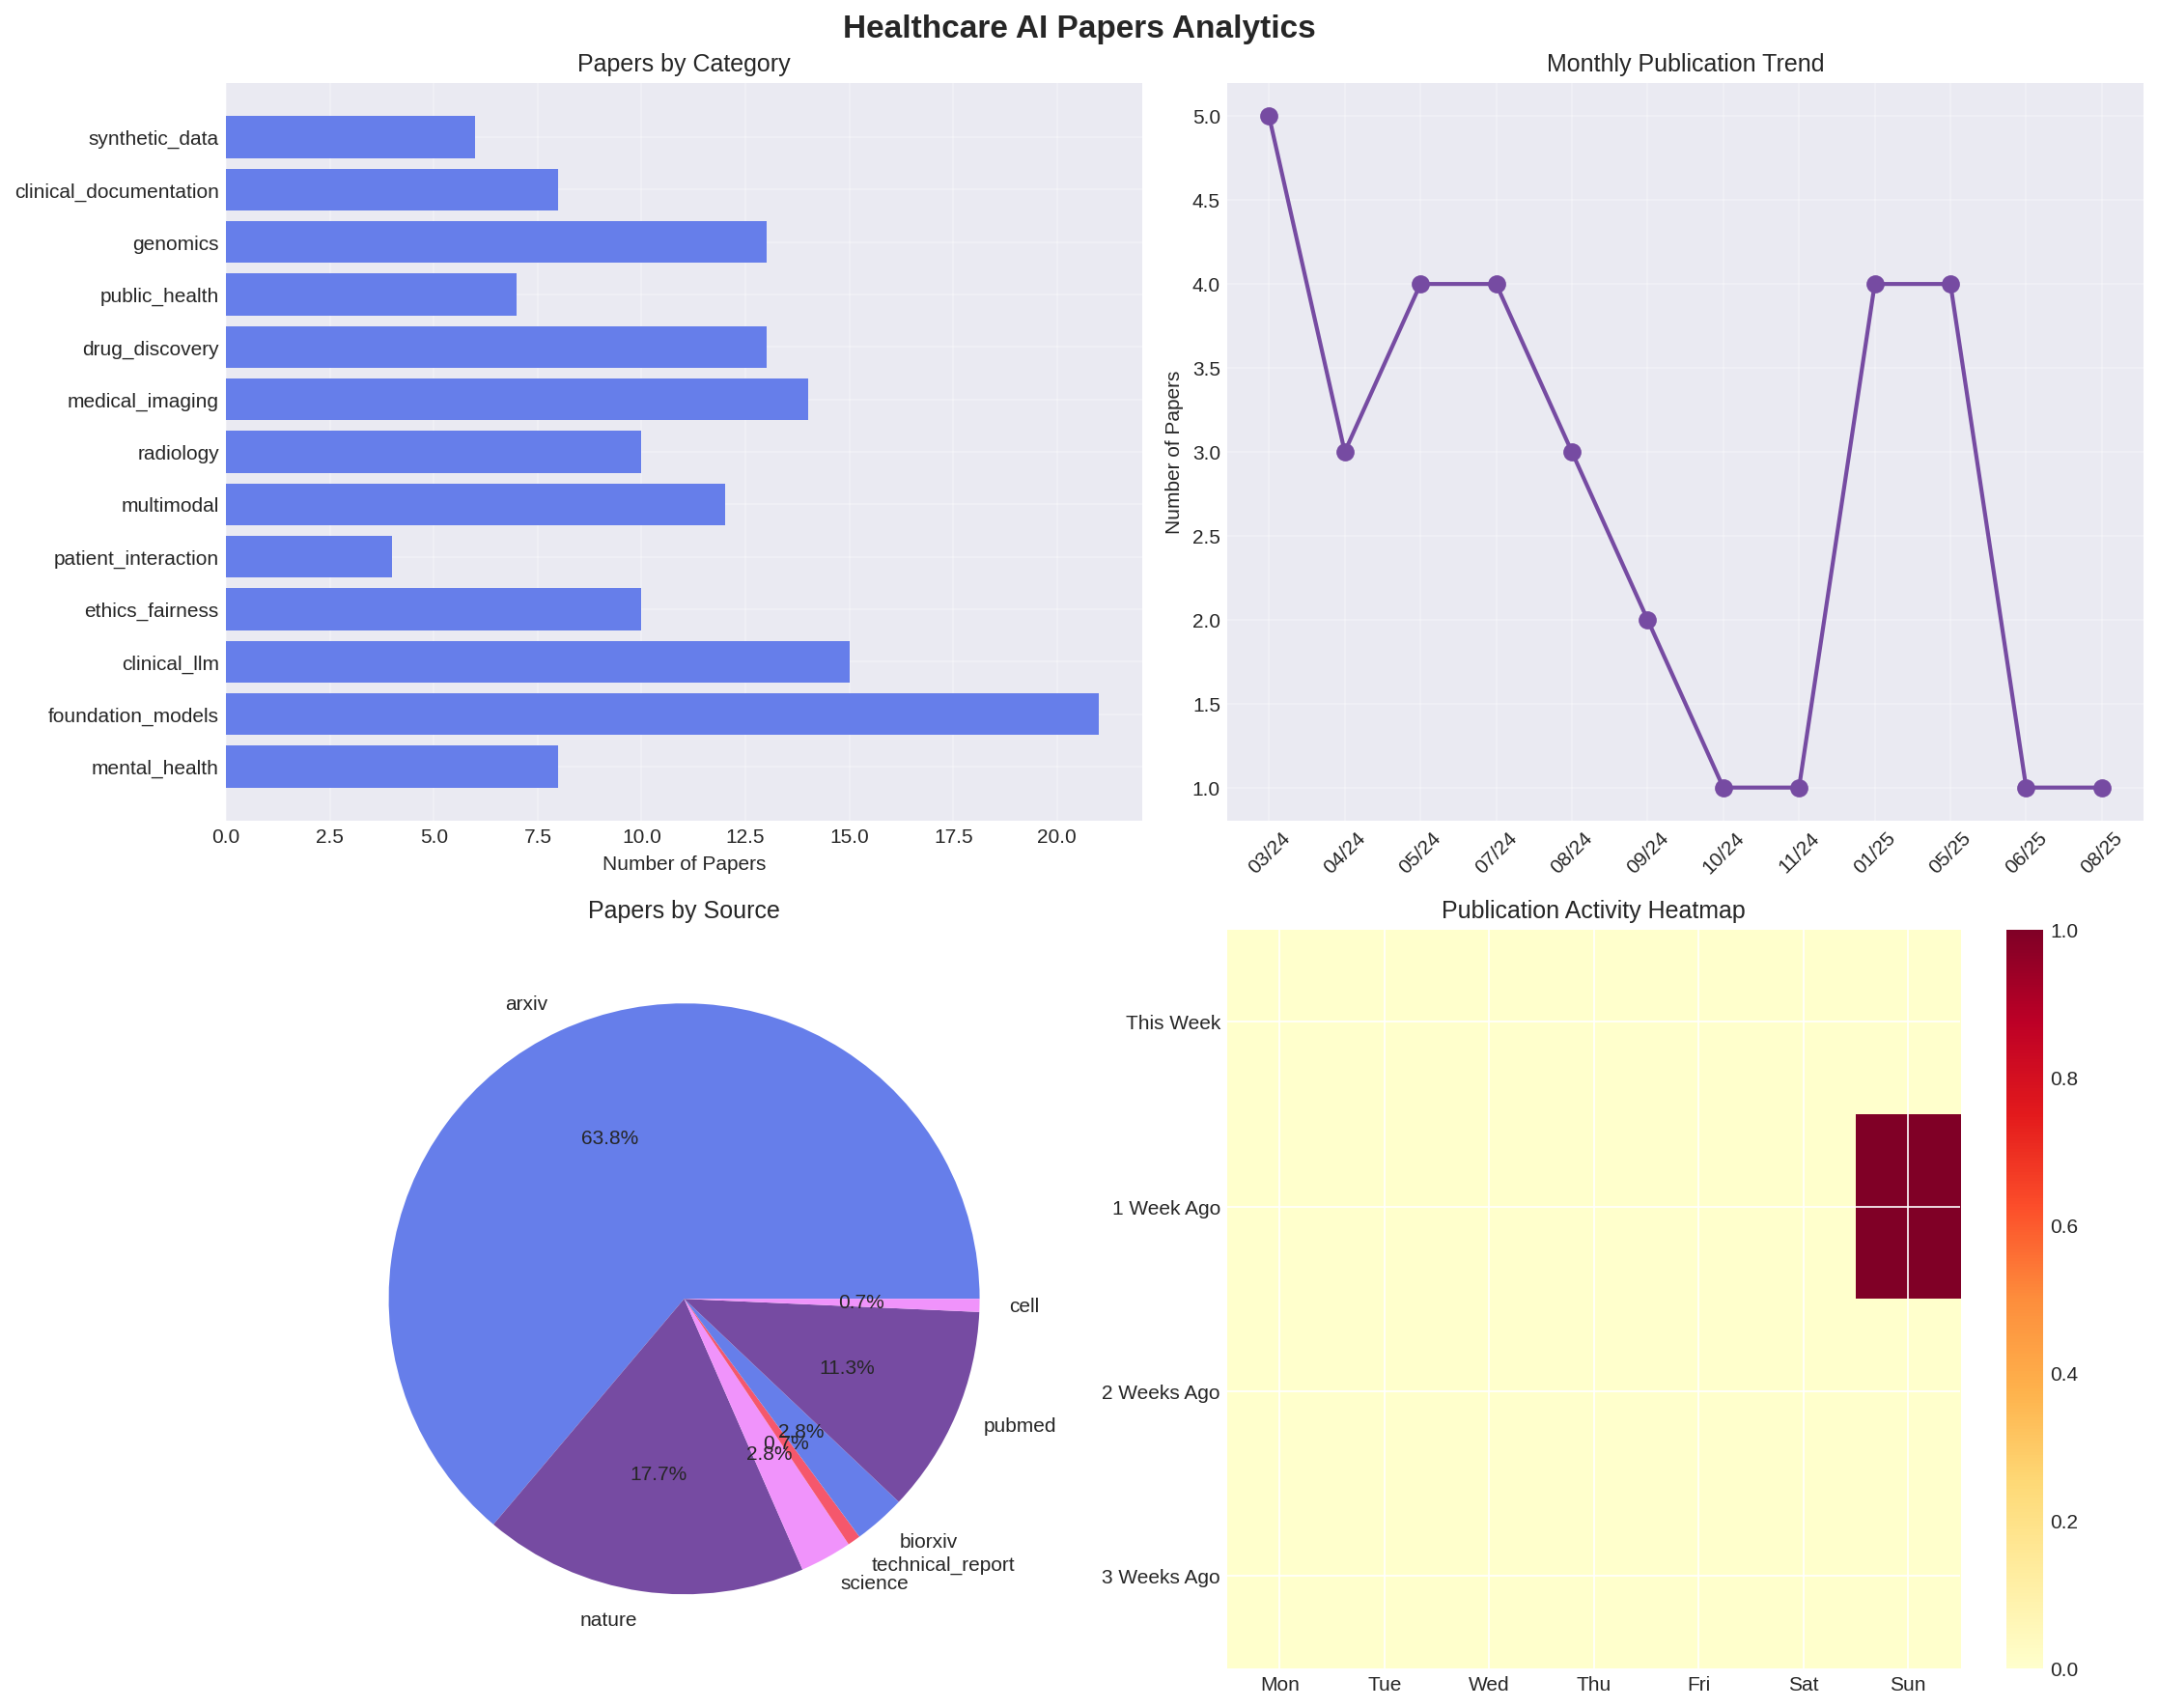 Healthcare AI Papers Analytics
Papers by Category
synthetic_data
clinical_documentation
genomics
public_health
drug_discovery
medical_imaging
radiology
multimodal
patient_interaction
ethics_fairness
clinical_llm
foundation_models
mental_health
0.0 2.5 5.0 7.5 10.0 12.5 15.0 17.5 20.0
Number of Papers
Monthly Publication Trend
Number of Papers
5.0
4.5
4.0
3.5
3.0
2.5
2.0
1.5
1.0
03/24 04/24 05/24 07/24 08/24 09/24 10/24 11/24 01/25 05/25 06/25 08/25
Papers by Source
arxiv
63.8%
cell
0.7%
pubmed
11.3%
biorxiv
2.8%
technical_report
0.7%
science
2.8%
nature
17.7%
Publication Activity Heatmap
This Week
1 Week Ago
2 Weeks Ago
3 Weeks Ago
Mon Tue Wed Thu Fri Sat Sun
1.0
0.8
0.6
0.4
0.2
0.0